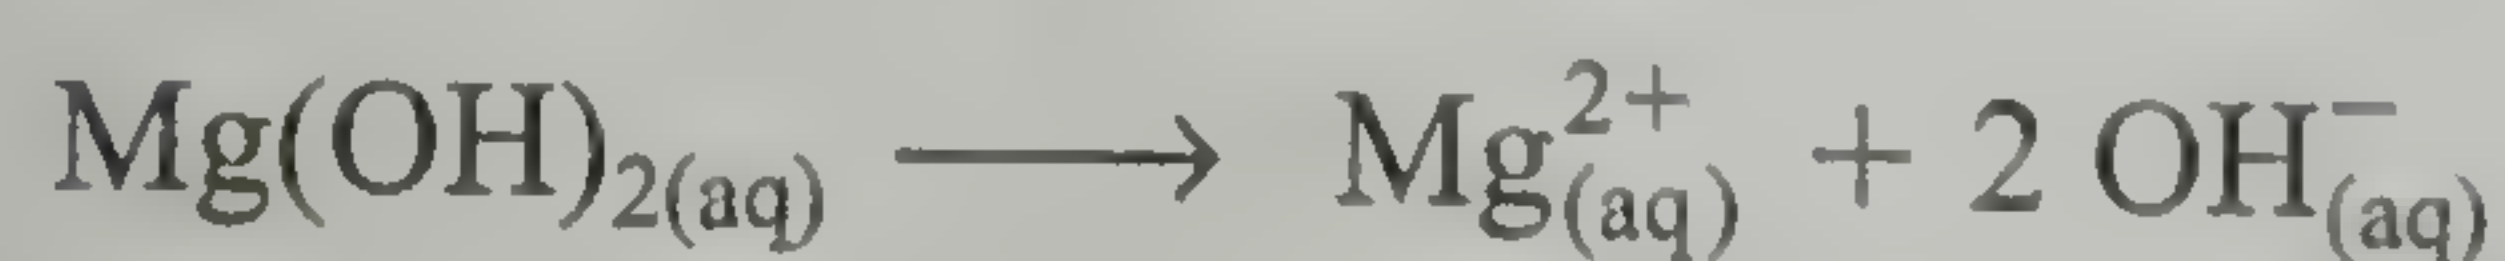 Mg(OH)₂(aq) ⟶ Mg²⁺(aq) + 2 OH⁻(aq)